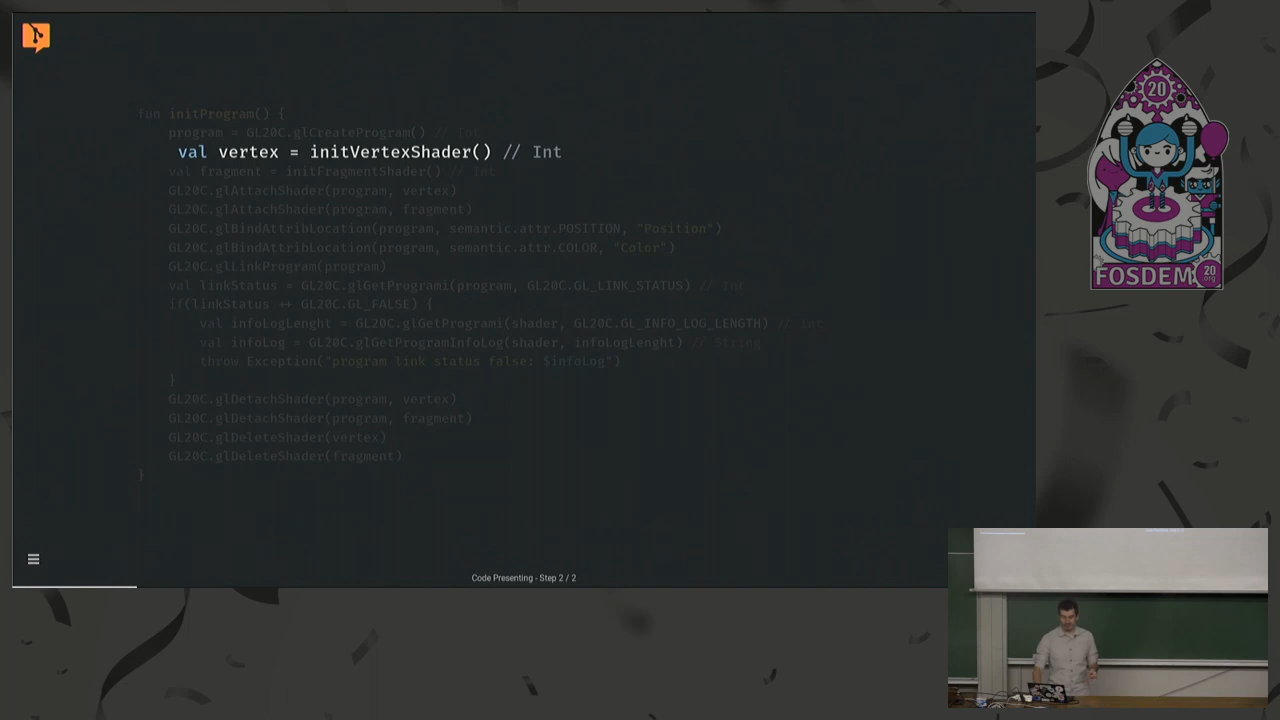 fun initProgram() {
program = GL20C.glCreateProgram() // Int
val vertex = initVertexShader() // Int
val fragment = initFragmentShader() // Int
GL20C.glAttachShader(program, vertex)
GL20C.glAttachShader(program, fragment)
GL20C.glBindAttribLocation(program, semantic.attr.POSITION, "Position")
GL20C.glBindAttribLocation(program, semantic.attr.COLOR, "Color")
GL20C.glLinkProgram(program)
val linkStatus = GL20C.glGetProgrami(program, GL20C.GL_LINK_STATUS) // Int
if(linkStatus == GL20C.GL_FALSE) {
val infoLogLenght = GL20C.glGetProgrami(shader, GL20C.GL_INFO_LOG_LENGTH) // Int
val infoLog = GL20C.glGetProgramInfoLog(shader, infoLogLenght) // String
throw Exception("program link status false: $infoLog")
}
GL20C.glDetachShader(program, vertex)
GL20C.glDetachShader(program, fragment)
GL20C.glDeleteShader(vertex)
GL20C.glDeleteShader(fragment)
}
Code Presenting - Step 2 / 2
20
FOSDEM 20
.org